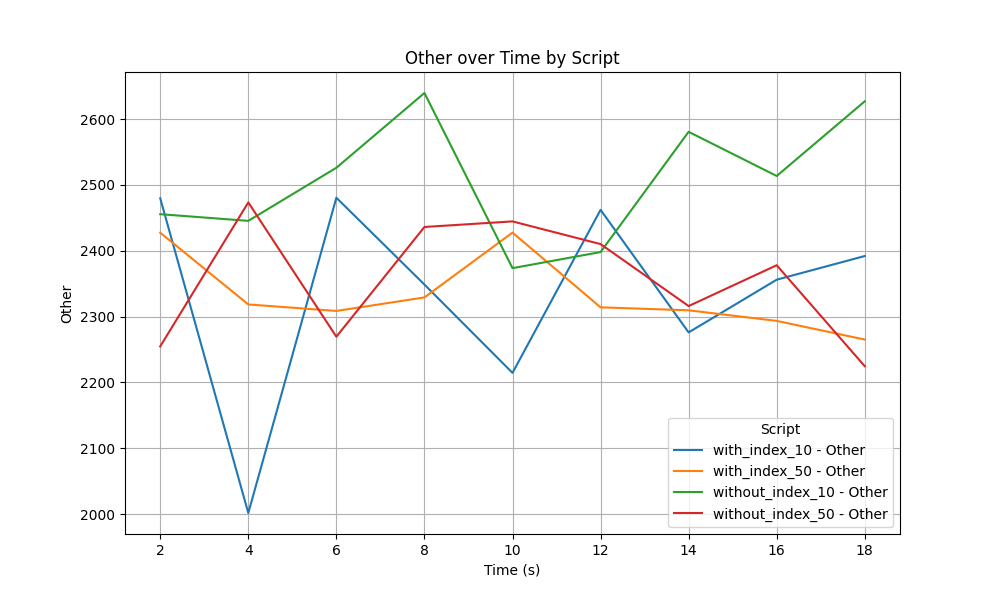 Other over Time by Script
Other
2600
2500
2400
2300
2200
2100
2000
2 4 6 8 10 12 14 16 18
Time (s)
Script
with_index_10 - Other
with_index_50 - Other
without_index_10 - Other
without_index_50 - Other